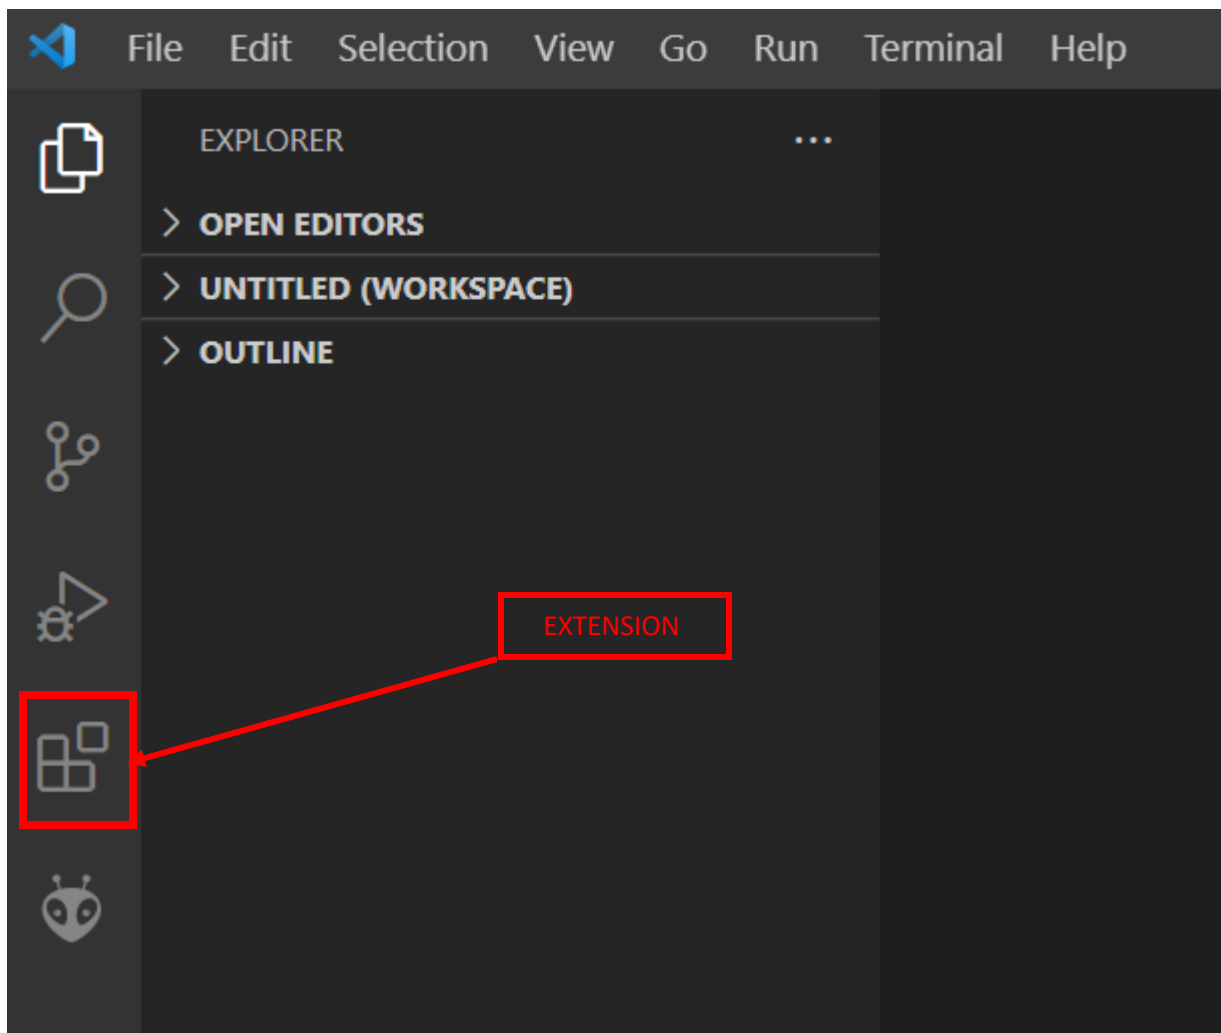 File Edit Selection View Go Run Terminal Help
EXPLORER
OPEN EDITORS
UNTITLED (WORKSPACE)
OUTLINE
EXTENSION